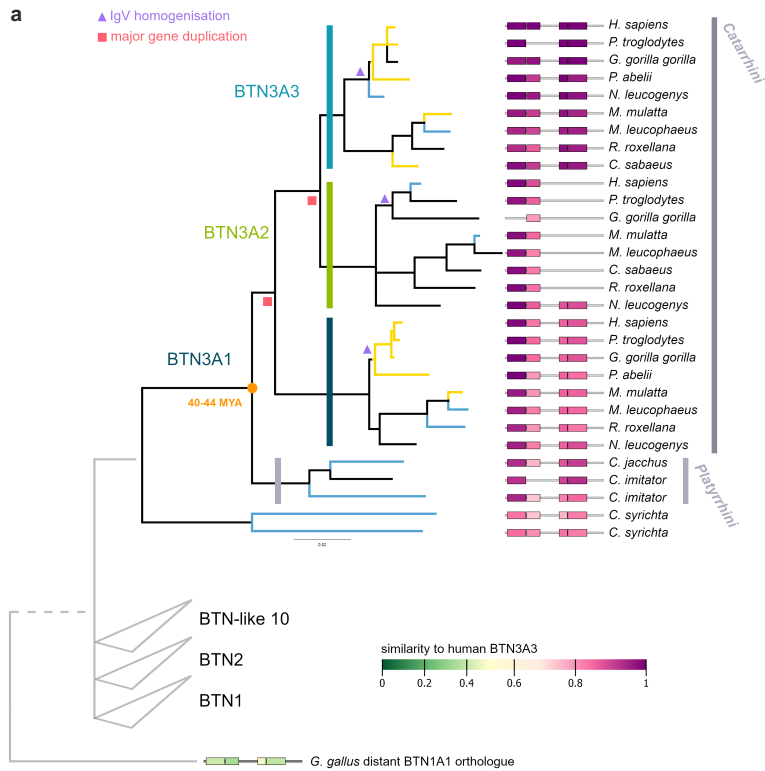 a
IgV homogenisation
major gene duplication
BTN3A3
BTN3A2
BTN3A1
40-44 MYA
H. sapiens
P. troglodytes
G. gorilla gorilla
P. abelii
N. leucogenys
M. mulatta
M. leucophaeus
R. roxellana
C. sabaeus
H. sapiens
P. troglodytes
G. gorilla gorilla
M. mulatta
M. leucophaeus
C. sabaeus
R. roxellana
N. leucogenys
H. sapiens
P. troglodytes
G. gorilla gorilla
P. abelii
M. mulatta
M. leucophaeus
R. roxellana
N. leucogenys
C. jacchus
C. imitator
C. imitator
C. syrichta
C. syrichta
Catarrhini
Platyrrhini
0.02
BTN-like 10
BTN2
BTN1
similarity to human BTN3A3
0 0.2 0.4 0.6 0.8 1
G. gallus distant BTN1A1 orthologue